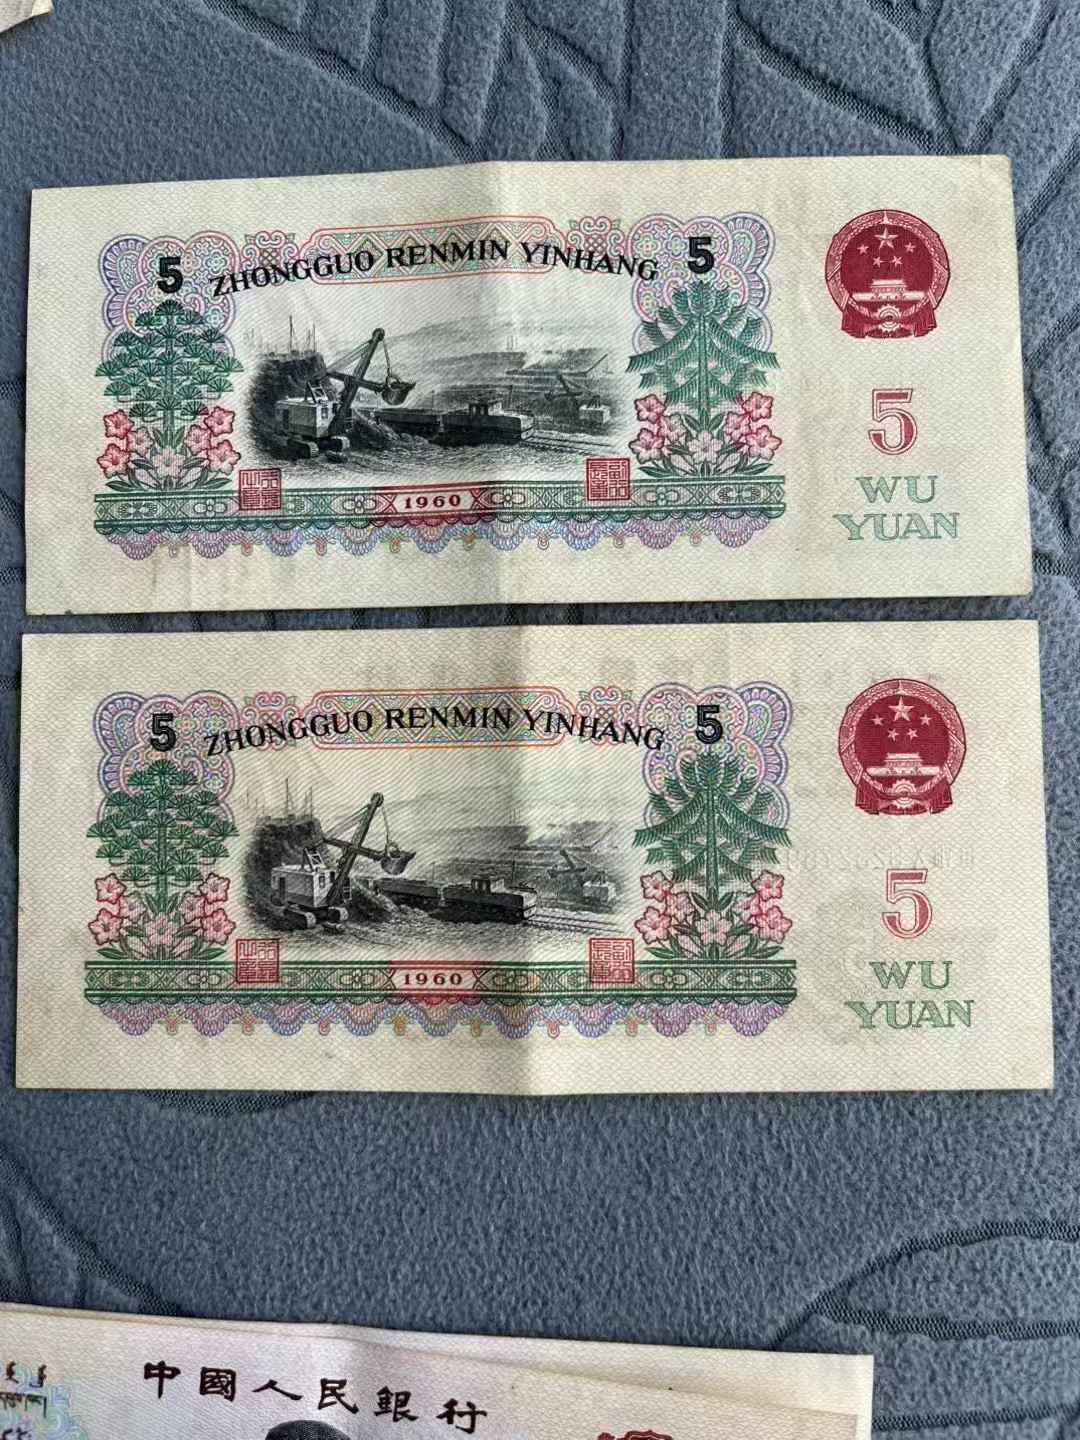 5 ZHONGGUO RENMIN YINHANG 5
5
1960
WU
YUAN
5 ZHONGGUO RENMIN YINHANG 5
5
1960
WU
YUAN
中國人民銀行